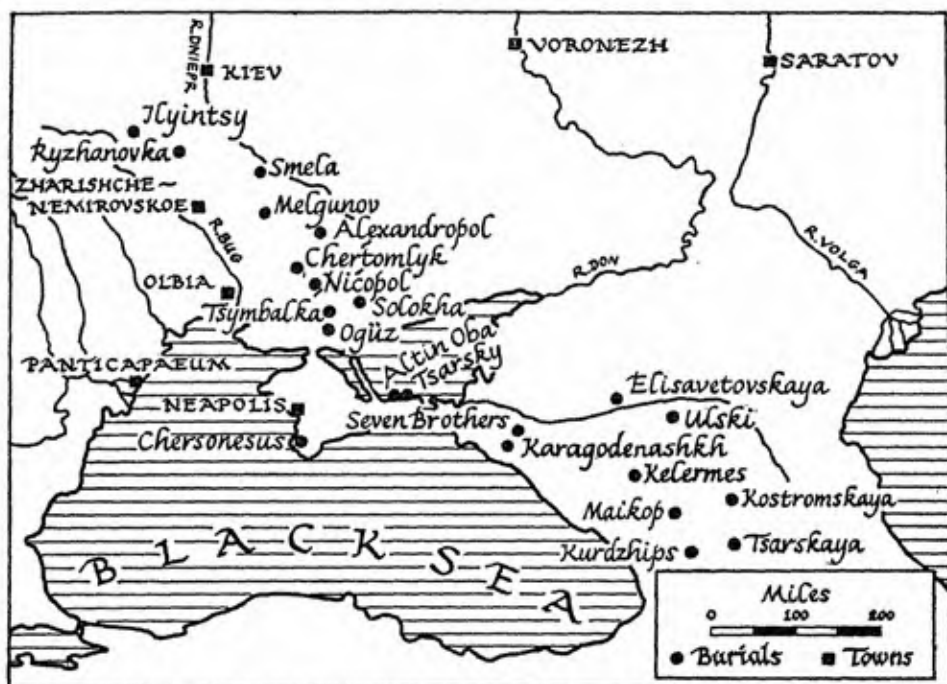 R. DNIEPR
KIEV
VORONEZH
SARATOV
Ilyintsy
Ryzhanovka
Smela
ZHARISHCHE~
NEMIROVSKOE
Melgunov
R. BUG
Alexandropol
Chertomlyk
R. VOLGA
Nicopol
R. DON
OLBIA
Tsymbalka
Solokha
Ogüz
Altin Oba
Tsarsky
PANTICAPAEUM
Elisavetovskaya
NEAPOLIS
Seven Brothers
Ulski
Chersonesus
Karagodenashkh
Kelermes
Kostromskaya
Maikop
Kurdzhips
Tsarskaya
BLACK SEA
Miles
0 100 200
Burials Towns